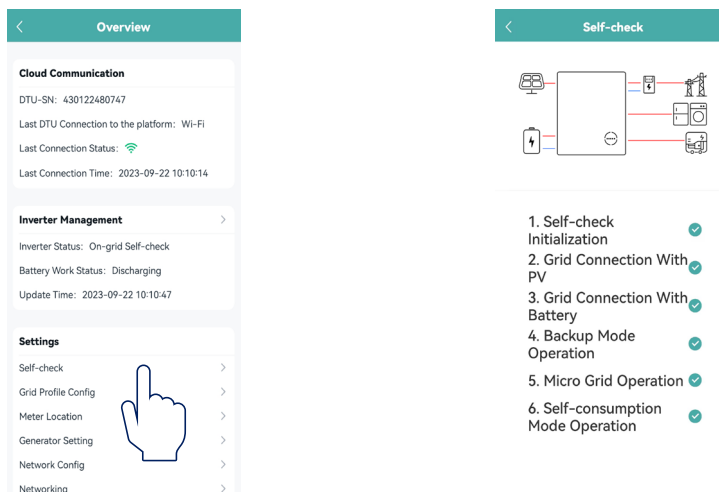 Overview
Cloud Communication
DTU-SN: 430122480747
Last DTU Connection to the platform: Wi-Fi
Last Connection Status:
Last Connection Time: 2023-09-22 10:10:14
Inverter Management
Inverter Status: On-grid Self-check
Battery Work Status: Discharging
Update Time: 2023-09-22 10:10:47
Settings
Self-check
Grid Profile Config
Meter Location
Generator Setting
Network Config
Networking
Self-check
1. Self-check
Initialization
2. Grid Connection With
PV
3. Grid Connection With
Battery
4. Backup Mode
Operation
5. Micro Grid Operation
6. Self-consumption
Mode Operation